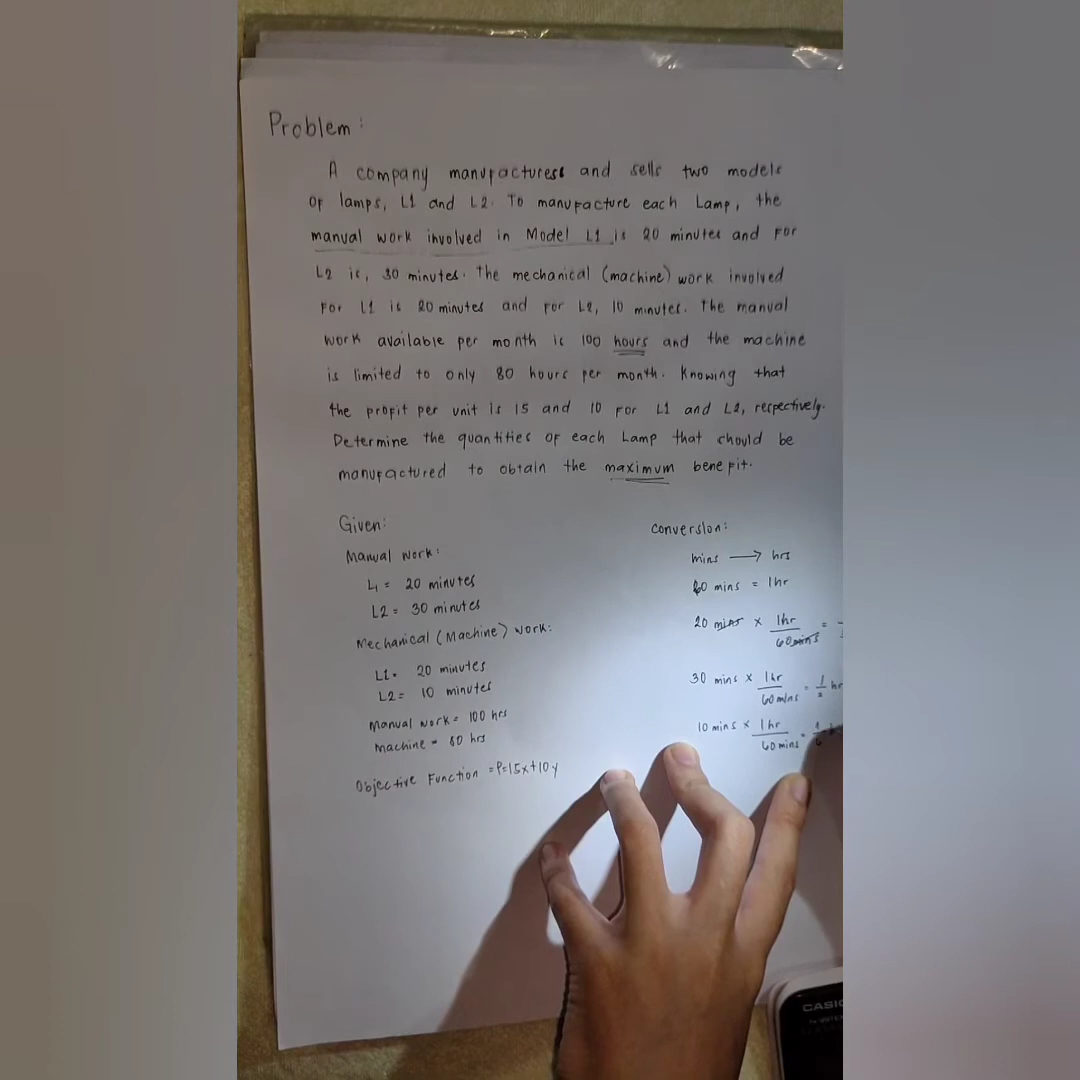 Problem:
A company manufactures and sells two models
of lamps, L1 and L2. To manufacture each Lamp, the
manual work involved in Model L1 is 20 minutes and for
L2 is, 30 minutes. The mechanical (machine) work involved
for L1 is 20 minutes and for L2, 10 minutes. The manual
work available per month is 100 hours and the machine
is limited to only 80 hours per month. Knowing that
the profit per unit is 15 and 10 for L1 and L2, respectively.
Determine the quantities of each Lamp that should be
manufactured to obtain the maximum benefit.
Given:
Manual work:
L1 = 20 minutes
L2 = 30 minutes
Mechanical (Machine) work:
L1 = 20 minutes
L2 = 10 minutes
Manual work = 100 hrs
machine = 80 hrs
Objective Function = P=15x+10y
Conversion:
mins → hrs
60 mins = 1hr
20 mins × 1hr/60mins =
30 mins × 1hr/60mins = 1/2 hr
10 mins × 1hr/60mins =
CASIO